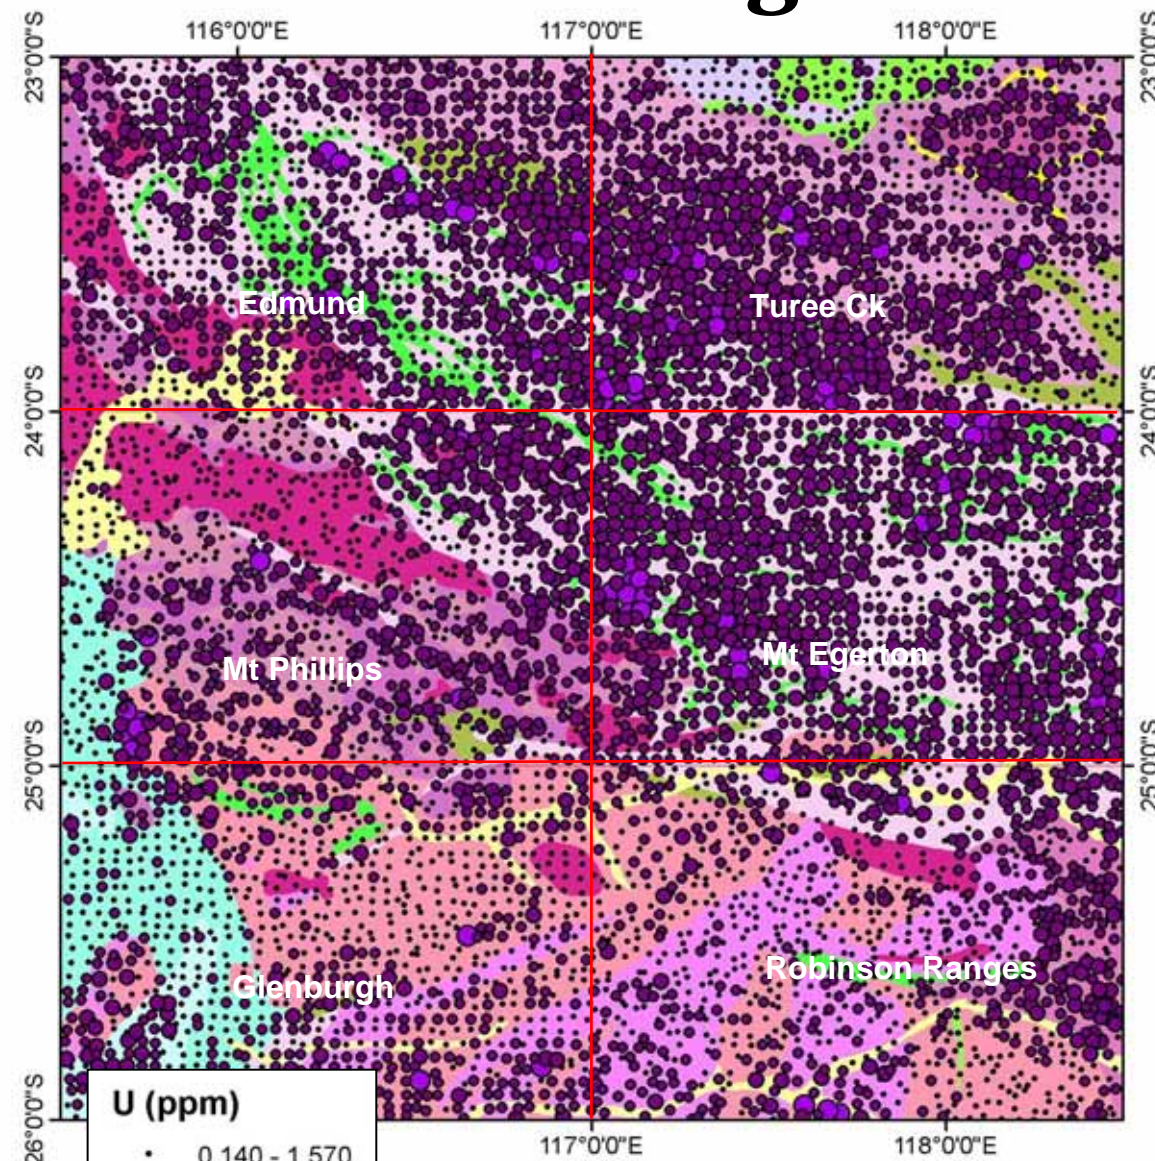 g
116°0'0"E 117°0'0"E 118°0'0"E
23°0'0"S 23°0'0"S
Edmund Turee Ck
24°0'0"S 24°0'0"S
Mt Phillips Mt Egerton
25°0'0"S 25°0'0"S
Glenburgh Robinson Ranges
26°0'0"S
U (ppm)
0.140 - 1.570
117°0'0"E 118°0'0"E